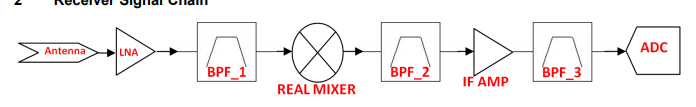 2 Receiver Signal Chain
Antenna LNA BPF_1 REAL MIXER BPF_2 IF AMP BPF_3 ADC